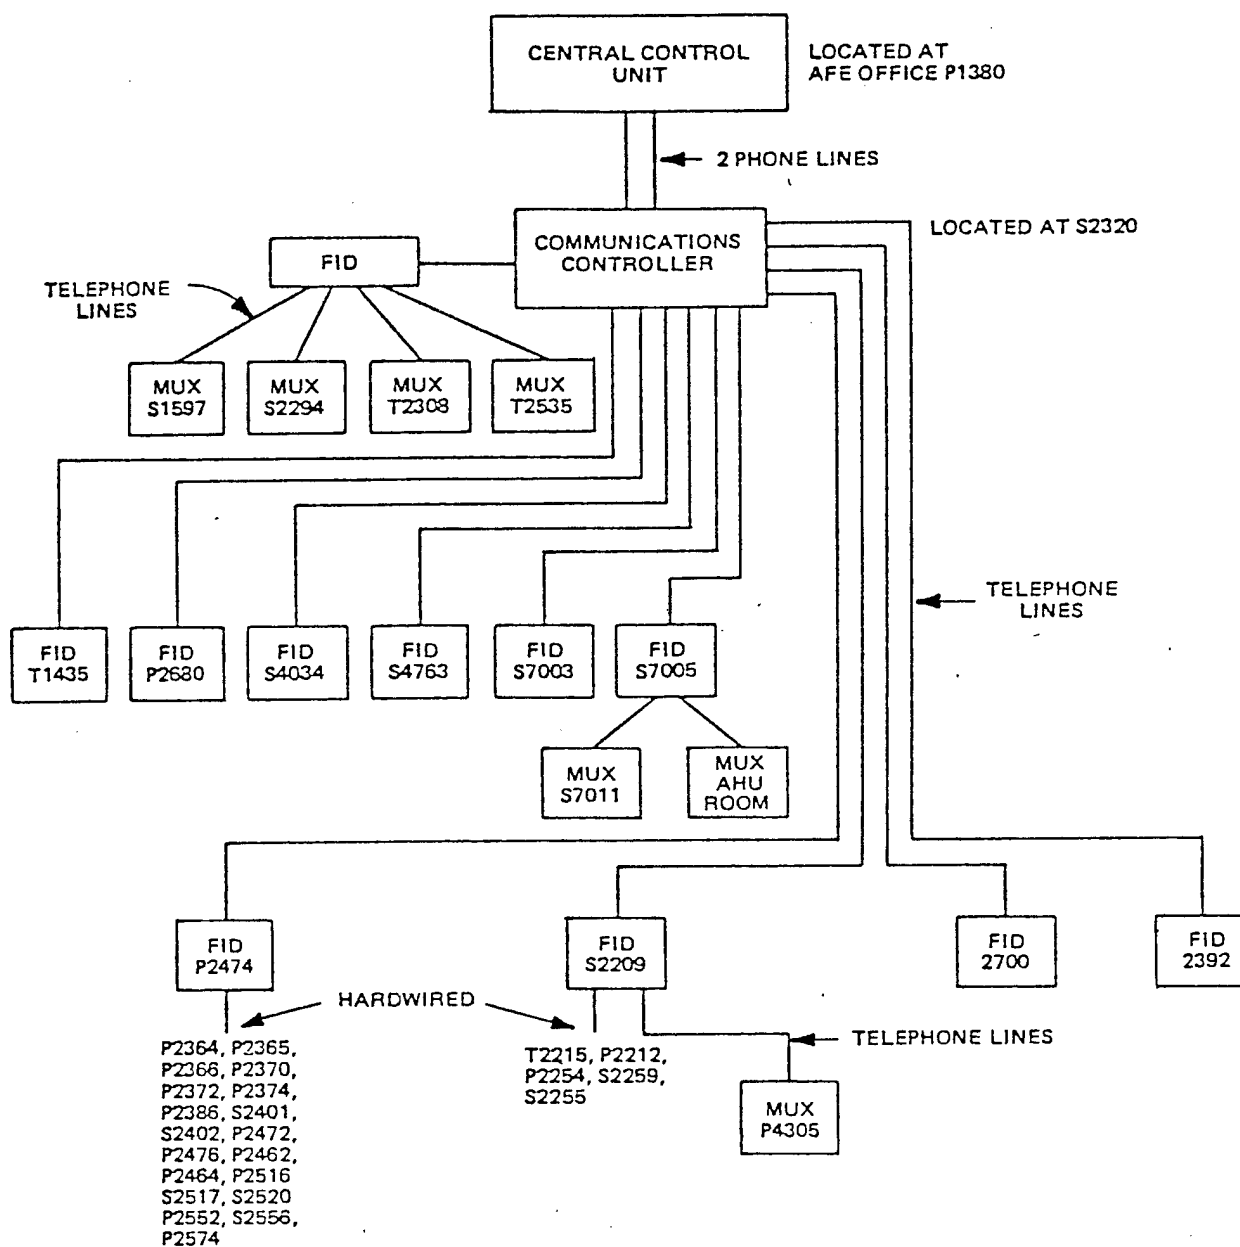 CENTRAL CONTROL
UNIT
LOCATED AT
AFE OFFICE P1380
2 PHONE LINES
COMMUNICATIONS
CONTROLLER
LOCATED AT S2320
FID
TELEPHONE
LINES
MUX
S1597
MUX
S2294
MUX
T2308
MUX
T2535
TELEPHONE
LINES
FID
T1435
FID
P2680
FID
S4034
FID
S4763
FID
S7003
FID
S7005
MUX
S7011
MUX
AHU
ROOM
FID
P2474
FID
S2209
FID
2700
FID
2392
HARDWIRED
TELEPHONE LINES
P2364, P2365,
P2366, P2370,
P2372, P2374,
P2386, S2401,
S2402, P2472,
P2476, P2462,
P2464, P2516
S2517, S2520
P2552, S2556,
P2574
T2215, P2212,
P2254, S2259,
S2255
MUX
P4305